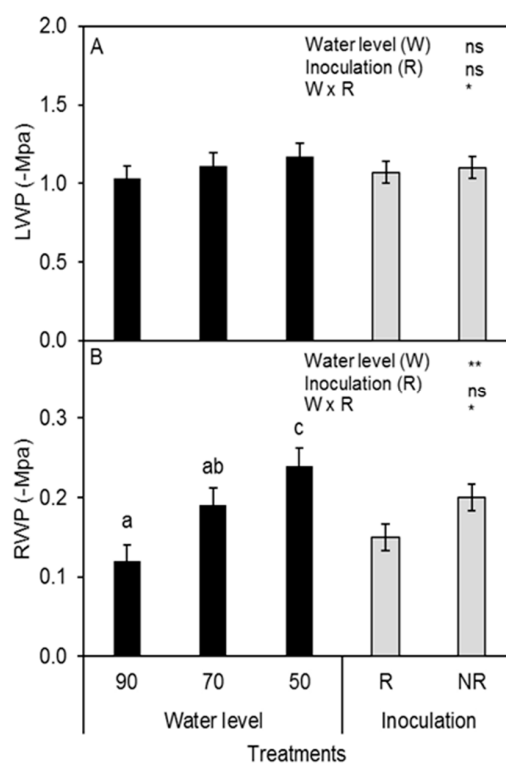 A
Water level (W) ns
Inoculation (R) ns
W x R *
2.0
1.5
1.0
0.5
0.0
LWP (-Mpa)
B
Water level (W) **
Inoculation (R) ns
W x R *
0.3
0.2
0.1
0.0
RWP (-Mpa)
a
ab
c
90 70 50 R NR
Water level Inoculation
Treatments